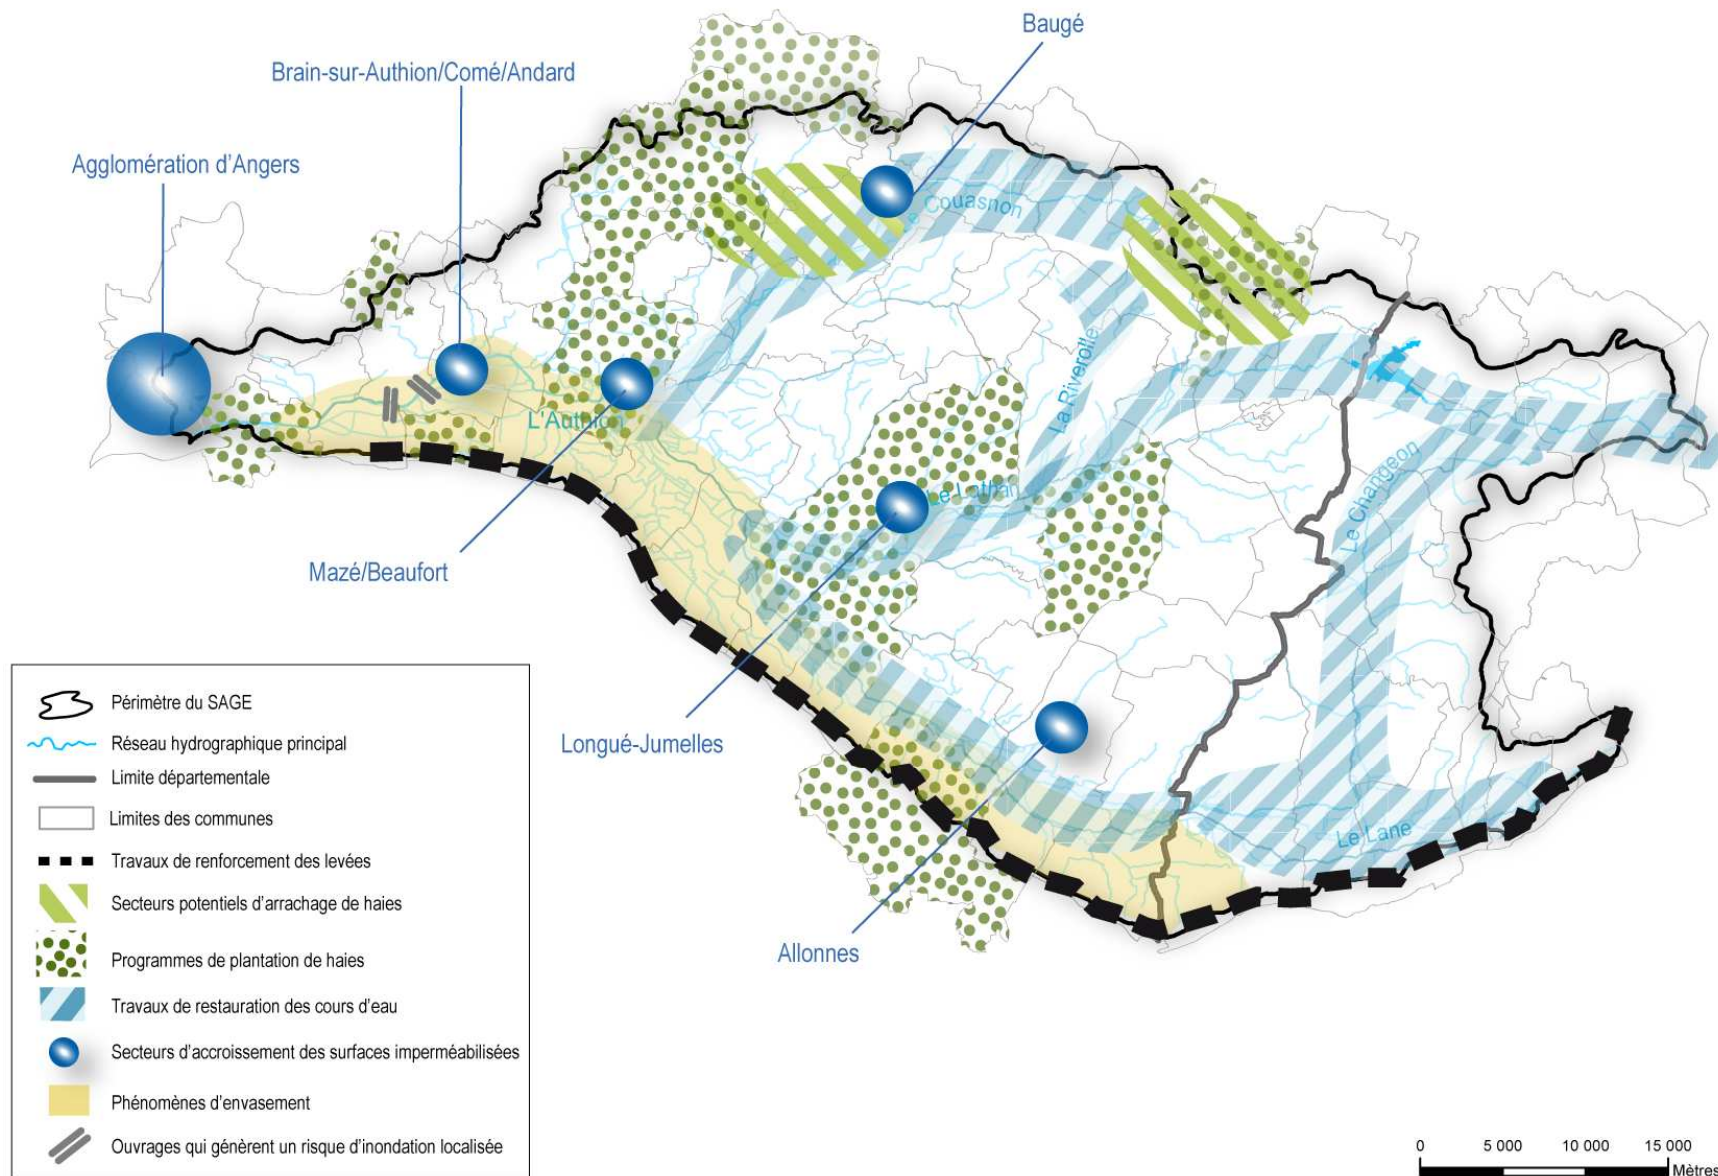 Baugé
Brain-sur-Authion/Comé/Andard
Agglomération d'Angers
Le Couasnon
La Riverolle
L'Authion
Le Lathan
Le Changeon
Mazé/Beaufort
Longué-Jumelles
Le Lane
Allonnes
Périmètre du SAGE
Réseau hydrographique principal
Limite départementale
Limites des communes
Travaux de renforcement des levées
Secteurs potentiels d'arrachage de haies
Programmes de plantation de haies
Travaux de restauration des cours d'eau
Secteurs d'accroissement des surfaces imperméabilisées
Phénomènes d'envasement
Ouvrages qui génèrent un risque d'inondation localisée
0 5 000 10 000 15 000
Mètres